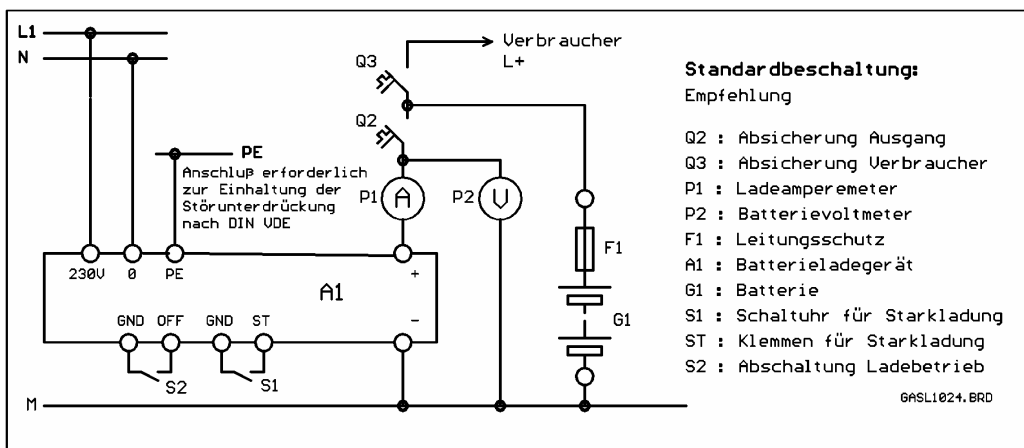 L1
N
Verbraucher
L+
Q3
Q2
PE
Anschluß erforderlich
zur Einhaltung der
Störunterdrückung
nach DIN VDE
P1
A
P2
V
F1
230V
0
PE
+
A1
GND
OFF
GND
ST
-
G1
S2
S1
M
Standardbeschaltung:
Empfehlung
Q2 : Absicherung Ausgang
Q3 : Absicherung Verbraucher
P1 : Ladeamperemeter
P2 : Batterievoltmeter
F1 : Leitungsschutz
A1 : Batterieladegerät
G1 : Batterie
S1 : Schaltuhr für Starkladung
ST : Klemmen für Starkladung
S2 : Abschaltung Ladebetrieb
GASL1024.BRD